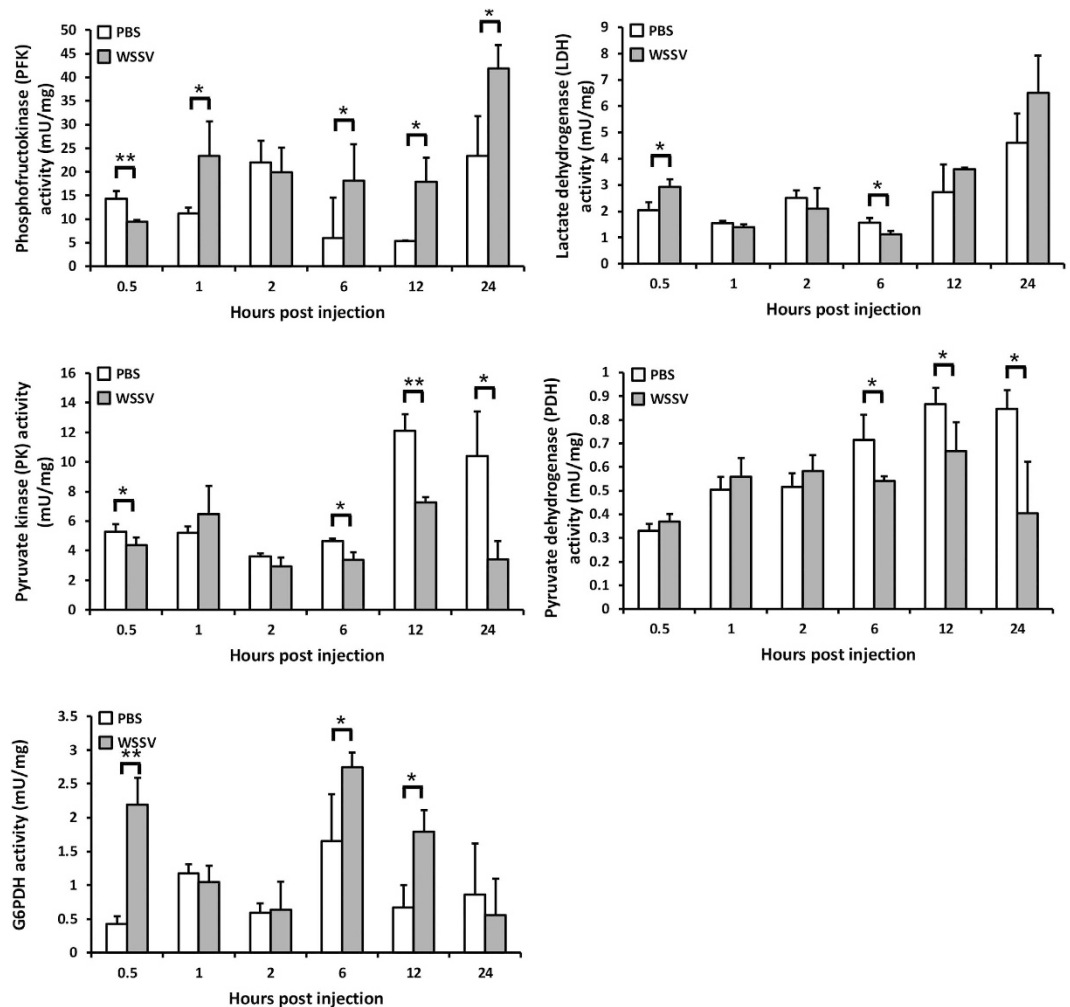 Phosphofructokinase (PFK)
activity (mU/mg)
50
45
40
35
30
25
20
15
10
5
0
PBS
WSSV
**
*
*
*
*
0.5 1 2 6 12 24
Hours post injection
Lactate dehydrogenase (LDH)
activity (mU/mg)
9
8
7
6
5
4
3
2
1
0
PBS
WSSV
*
*
0.5 1 2 6 12 24
Hours post injection
Pyruvate kinase (PK) activity
(mU/mg)
16
14
12
10
8
6
4
2
0
PBS
WSSV
*
*
**
*
0.5 1 2 6 12 24
Hours post injection
Pyruvate dehydrogenase (PDH)
activity (mU/mg)
1
0.9
0.8
0.7
0.6
0.5
0.4
0.3
0.2
0.1
0
PBS
WSSV
*
*
*
0.5 1 2 6 12 24
Hours post injection
G6PDH activity (mU/mg)
3.5
3
2.5
2
1.5
1
0.5
0
PBS
WSSV
**
*
*
0.5 1 2 6 12 24
Hours post injection